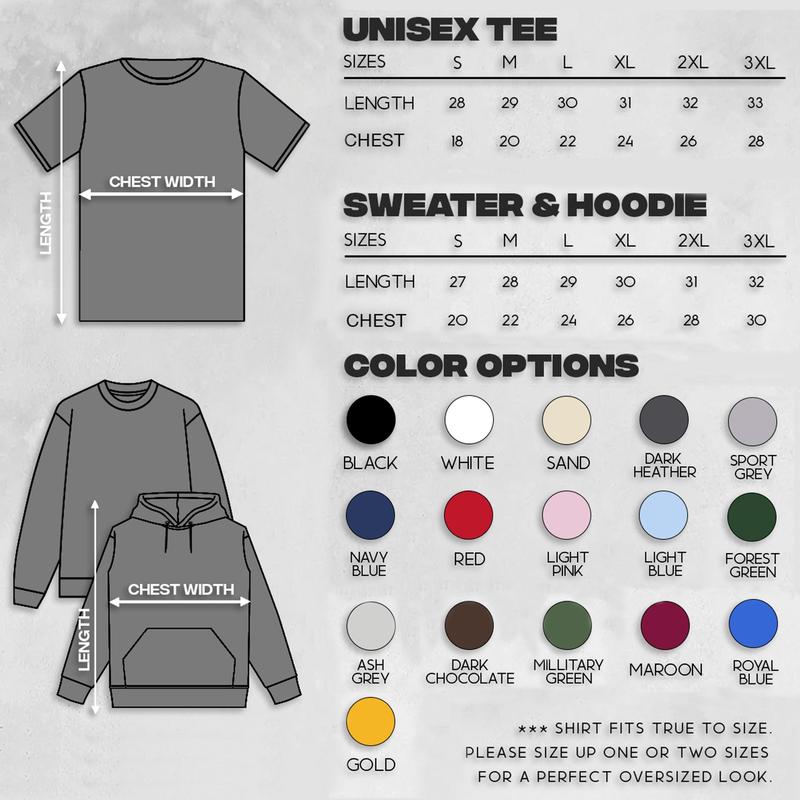 UNISEX TEE
SIZES S M L XL 2XL 3XL
LENGTH 28 29 30 31 32 33
CHEST 18 20 22 24 26 28
CHEST WIDTH
LENGTH
SWEATER & HOODIE
SIZES S M L XL 2XL 3XL
LENGTH 27 28 29 30 31 32
CHEST 20 22 24 26 28 30
CHEST WIDTH
LENGTH
COLOR OPTIONS
BLACK
WHITE
SAND
DARK
HEATHER
SPORT
GREY
NAVY
BLUE
RED
LIGHT
PINK
LIGHT
BLUE
FOREST
GREEN
ASH
GREY
DARK
CHOCOLATE
MILLITARY
GREEN
MAROON
ROYAL
BLUE
GOLD
*** SHIRT FITS TRUE TO SIZE.
PLEASE SIZE UP ONE OR TWO SIZES
FOR A PERFECT OVERSIZED LOOK.